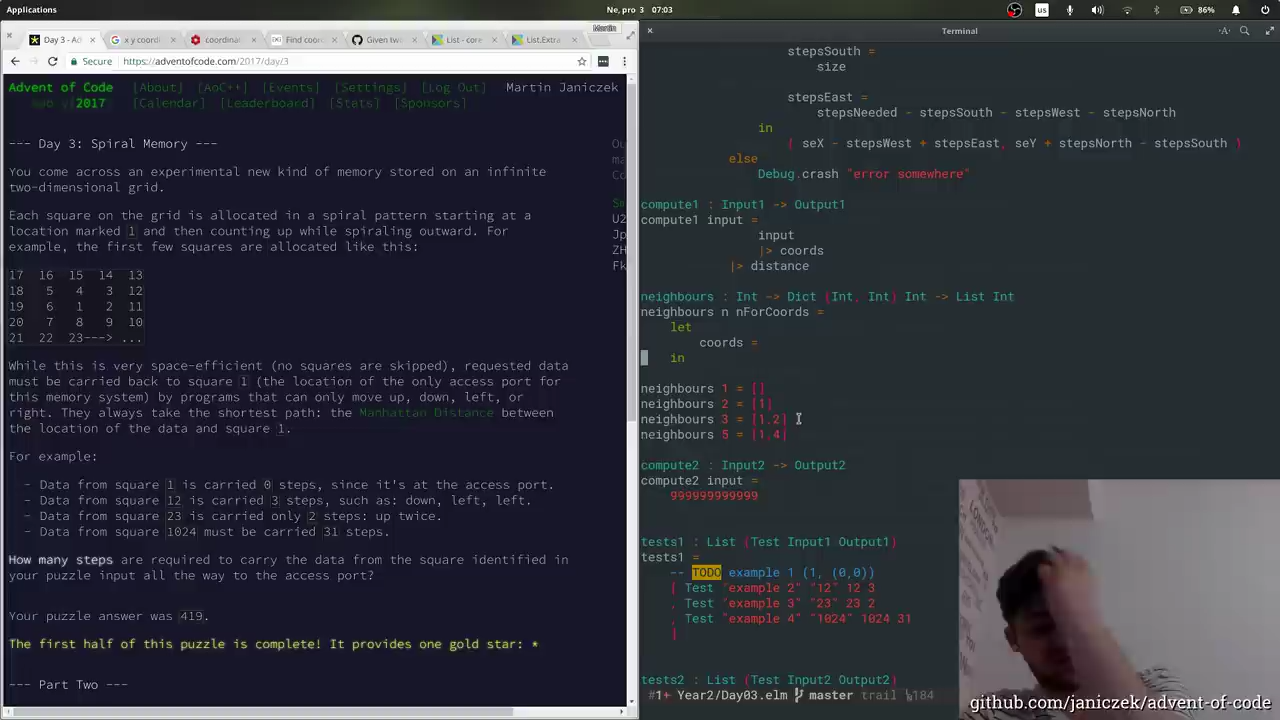 Applications
Ne, pro 3 07:03
us
86%
Martin
Day 3 - Ad
x y coordi
coordinat
Find coor
Given two
List - core
List.Extra
Terminal
Secure
https://adventofcode.com/2017/day/3
Advent of Code [About] [AoC++] [Events] [Settings] [Log Out] Martin Janiczek
2017 [Calendar] [Leaderboard] [Stats] [Sponsors]
--- Day 3: Spiral Memory ---
You come across an experimental new kind of memory stored on an infinite
two-dimensional grid.
Each square on the grid is allocated in a spiral pattern starting at a
location marked 1 and then counting up while spiraling outward. For
example, the first few squares are allocated like this:
17 16 15 14 13
18 5 4 3 12
19 6 1 2 11
20 7 8 9 10
21 22 23---> ...
While this is very space-efficient (no squares are skipped), requested data
must be carried back to square 1 (the location of the only access port for
this memory system) by programs that can only move up, down, left, or
right. They always take the shortest path: the Manhattan Distance between
the location of the data and square 1.
For example:
- Data from square 1 is carried 0 steps, since it's at the access port.
- Data from square 12 is carried 3 steps, such as: down, left, left.
- Data from square 23 is carried only 2 steps: up twice.
- Data from square 1024 must be carried 31 steps.
How many steps are required to carry the data from the square identified in
your puzzle input all the way to the access port?
Your puzzle answer was 419.
The first half of this puzzle is complete! It provides one gold star: *
--- Part Two ---
stepsSouth =
size
stepsEast =
stepsNeeded - stepsSouth - stepsWest - stepsNorth
in
( seX - stepsWest + stepsEast, seY + stepsNorth - stepsSouth )
else
Debug.crash "error somewhere"
compute1 : Input1 -> Output1
compute1 input =
input
|> coords
|> distance
neighbours : Int -> Dict (Int, Int) Int -> List Int
neighbours n nForCoords =
let
coords =
in
neighbours 1 = []
neighbours 2 = [1]
neighbours 3 = [1,2]
neighbours 5 = [1,4]
compute2 : Input2 -> Output2
compute2 input =
999999999999
tests1 : List (Test Input1 Output1)
tests1 =
-- TODO example 1 (1, (0,0))
[ Test "example 2" "12" 12 3
, Test "example 3" "23" 23 2
, Test "example 4" "1024" 1024 31
]
tests2 : List (Test Input2 Output2)
#1+ Year2/Day03.elm master trail 184
github.com/janiczek/advent-of-code